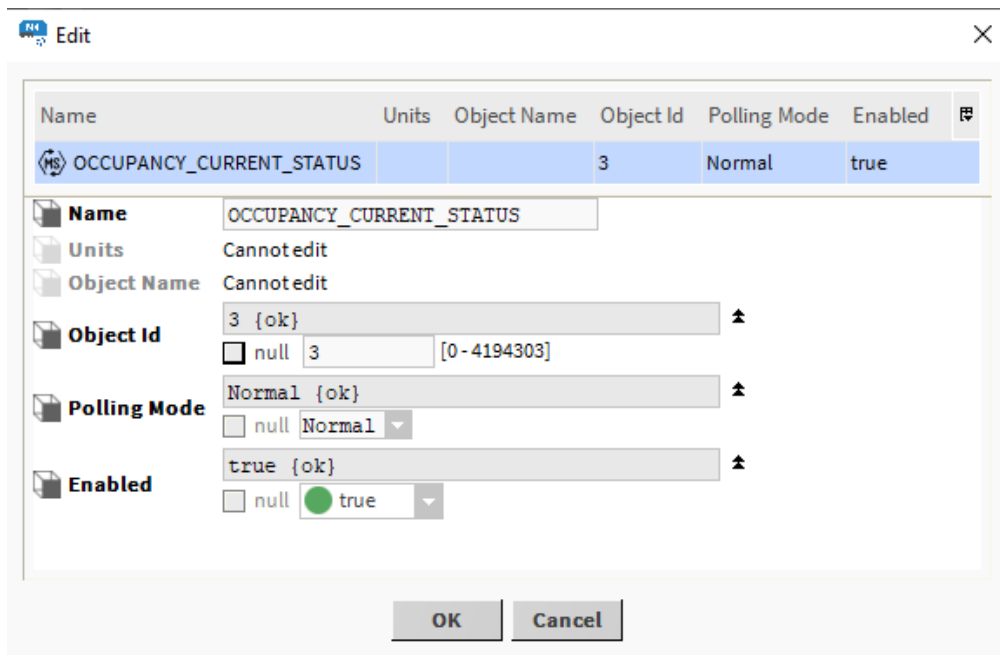 N4 Edit
Name Units Object Name Object Id Polling Mode Enabled
MS OCCUPANCY_CURRENT_STATUS 3 Normal true
Name OCCUPANCY_CURRENT_STATUS
Units Cannot edit
Object Name Cannot edit
3 {ok}
Object Id
null 3 [0 - 4194303]
Normal {ok}
Polling Mode
null Normal
true {ok}
Enabled
null true
OK Cancel